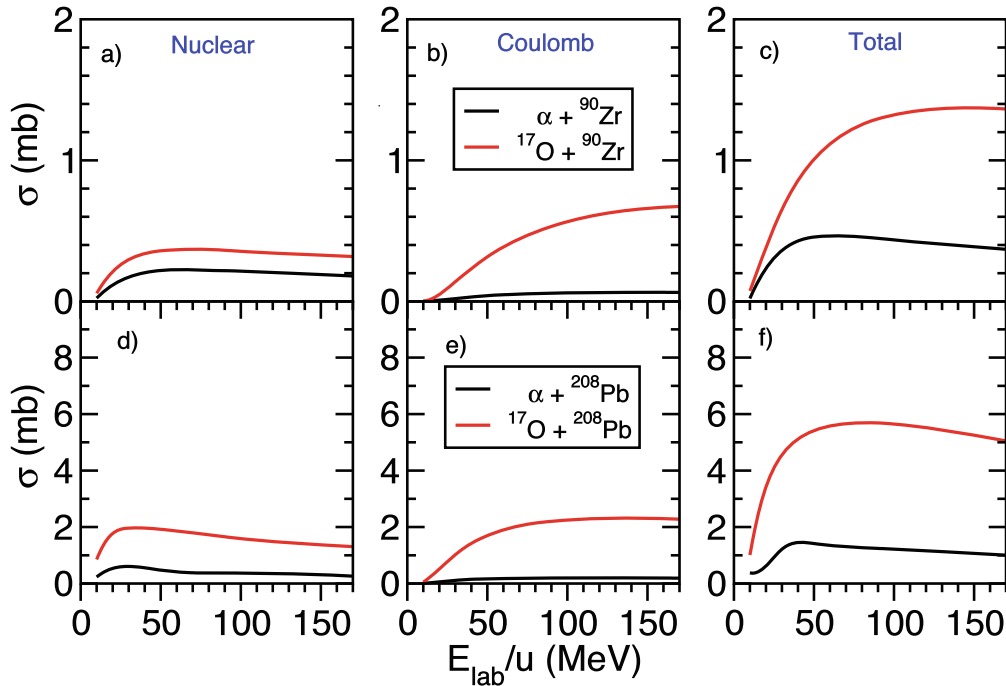 2
a)
Nuclear
σ (mb)
1
0
2
b)
Coulomb
α + ⁹⁰Zr
¹⁷O + ⁹⁰Zr
1
0
2
c)
Total
1
0
d)
σ (mb)
8
6
4
2
0
0 50 100 150
e)
α + ²⁰⁸Pb
¹⁷O + ²⁰⁸Pb
8
6
4
2
0
0 50 100 150
f)
8
6
4
2
0
0 50 100 150
E_lab/u (MeV)